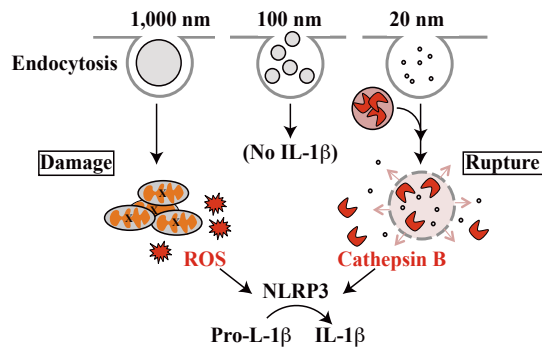 1,000 nm 100 nm 20 nm
Endocytosis
(No IL-1β)
Damage Rupture
X
X X
ROS Cathepsin B
NLRP3
Pro-L-1β IL-1β